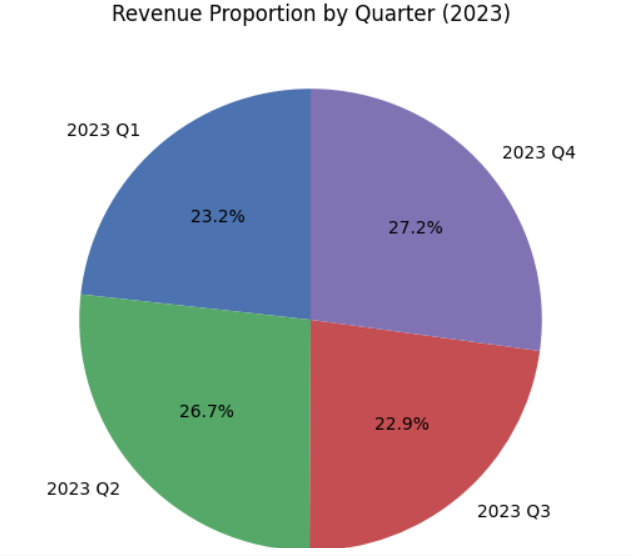 Revenue Proportion by Quarter (2023)
2023 Q1
2023 Q4
23.2%
27.2%
26.7%
22.9%
2023 Q2
2023 Q3